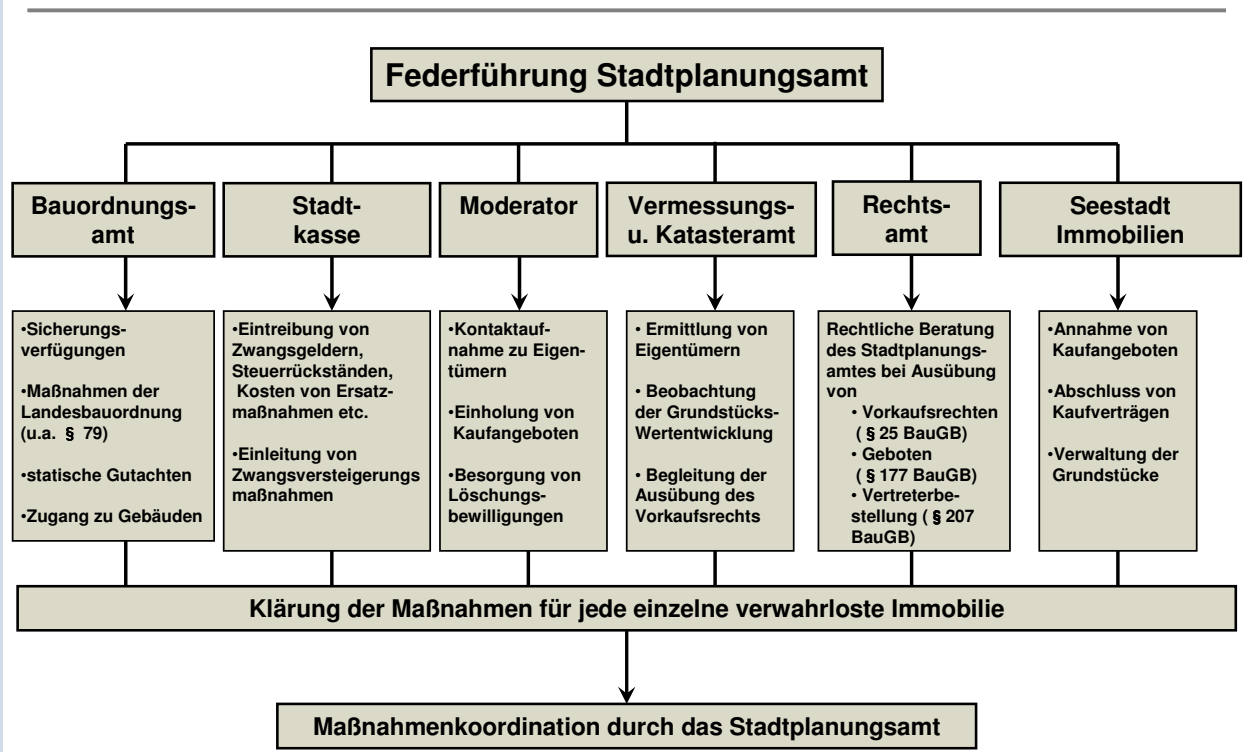 Federführung Stadtplanungsamt
Bauordnungs-
amt
Stadt-
kasse
Moderator
Vermessungs-
u. Katasteramt
Rechts-
amt
Seestadt
Immobilien
•Sicherungs-
verfügungen
•Maßnahmen der
Landesbauordnung
(u.a. § 79)
•statische Gutachten
•Zugang zu Gebäuden
•Eintreibung von
Zwangsgeldern,
Steuerrückständen,
Kosten von Ersatz-
maßnahmen etc.
•Einleitung von
Zwangsversteigerungs
maßnahmen
•Kontaktauf-
nahme zu Eigen-
tümern
•Einholung von
Kaufangeboten
•Besorgung von
Löschungs-
bewilligungen
• Ermittlung von
Eigentümern
• Beobachtung
der Grundstücks-
Wertentwicklung
• Begleitung der
Ausübung des
Vorkaufsrechts
Rechtliche Beratung
des Stadtplanungs-
amtes bei Ausübung
von
• Vorkaufsrechten
( § 25 BauGB)
• Geboten
( § 177 BauGB)
• Vertreterbe-
stellung ( § 207
BauGB)
•Annahme von
Kaufangeboten
•Abschluss von
Kaufverträgen
•Verwaltung der
Grundstücke
Klärung der Maßnahmen für jede einzelne verwahrloste Immobilie
Maßnahmenkoordination durch das Stadtplanungsamt